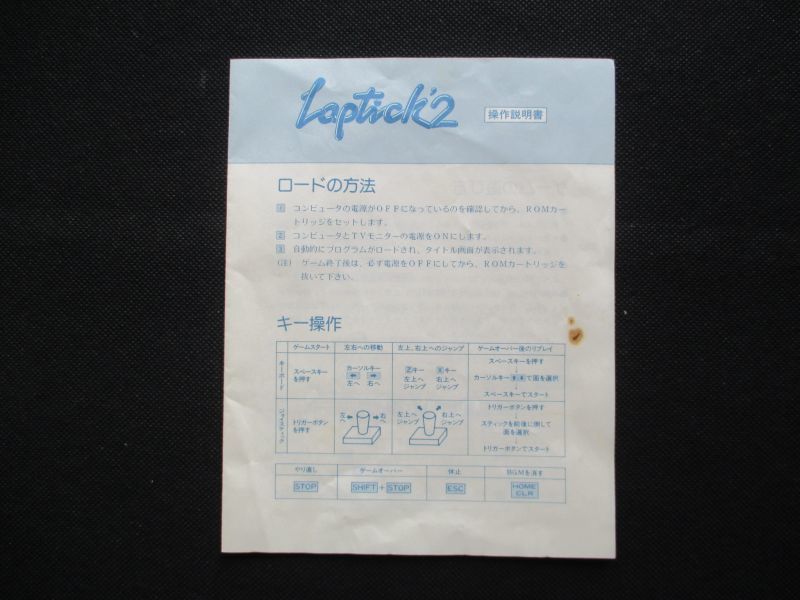 Laptick2
操作説明書
ロードの方法
1 コンピュータの電源がOFFになっているのを確認してから、ROMカー
トリッジをセットします。
2 コンピュータとTVモニターの電源をONにします。
3 自動的にプログラムがロードされ、タイトル画面が表示されます。
(注) ゲーム終了後は、必ず電源をOFFにしてから、ROMカートリッジを
抜いて下さい。
キー操作
ゲームスタート 左右への移動 左上、右上へのジャンプ ゲームオーバー後のリプレイ
キーボード
スペースキー
を押す
カーソルキー
← →
左へ 右へ
Zキー Xキー
左上へ 右上へ
ジャンプ ジャンプ
スペースキーを押す
↓
カーソルキーで面を選択
↓
スペースキーでスタート
ジョイスティック
トリガーボタン
を押す
左へ 右へ
左上へ 右上へ
ジャンプ ジャンプ
トリガーボタンを押す
↓
スティックを前後に倒して
面を選択
↓
トリガーボタンでスタート
やり直し ゲームオーバー 休止 BGMを消す
STOP SHIFT + STOP ESC HOME
CLR